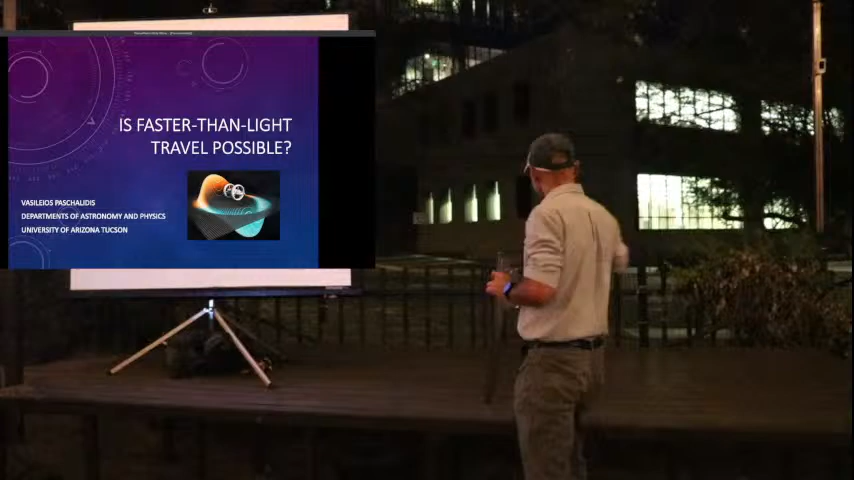 IS FASTER-THAN-LIGHT
TRAVEL POSSIBLE?
VASILEIOS PASCHALIDIS
DEPARTMENTS OF ASTRONOMY AND PHYSICS
UNIVERSITY OF ARIZONA TUCSON